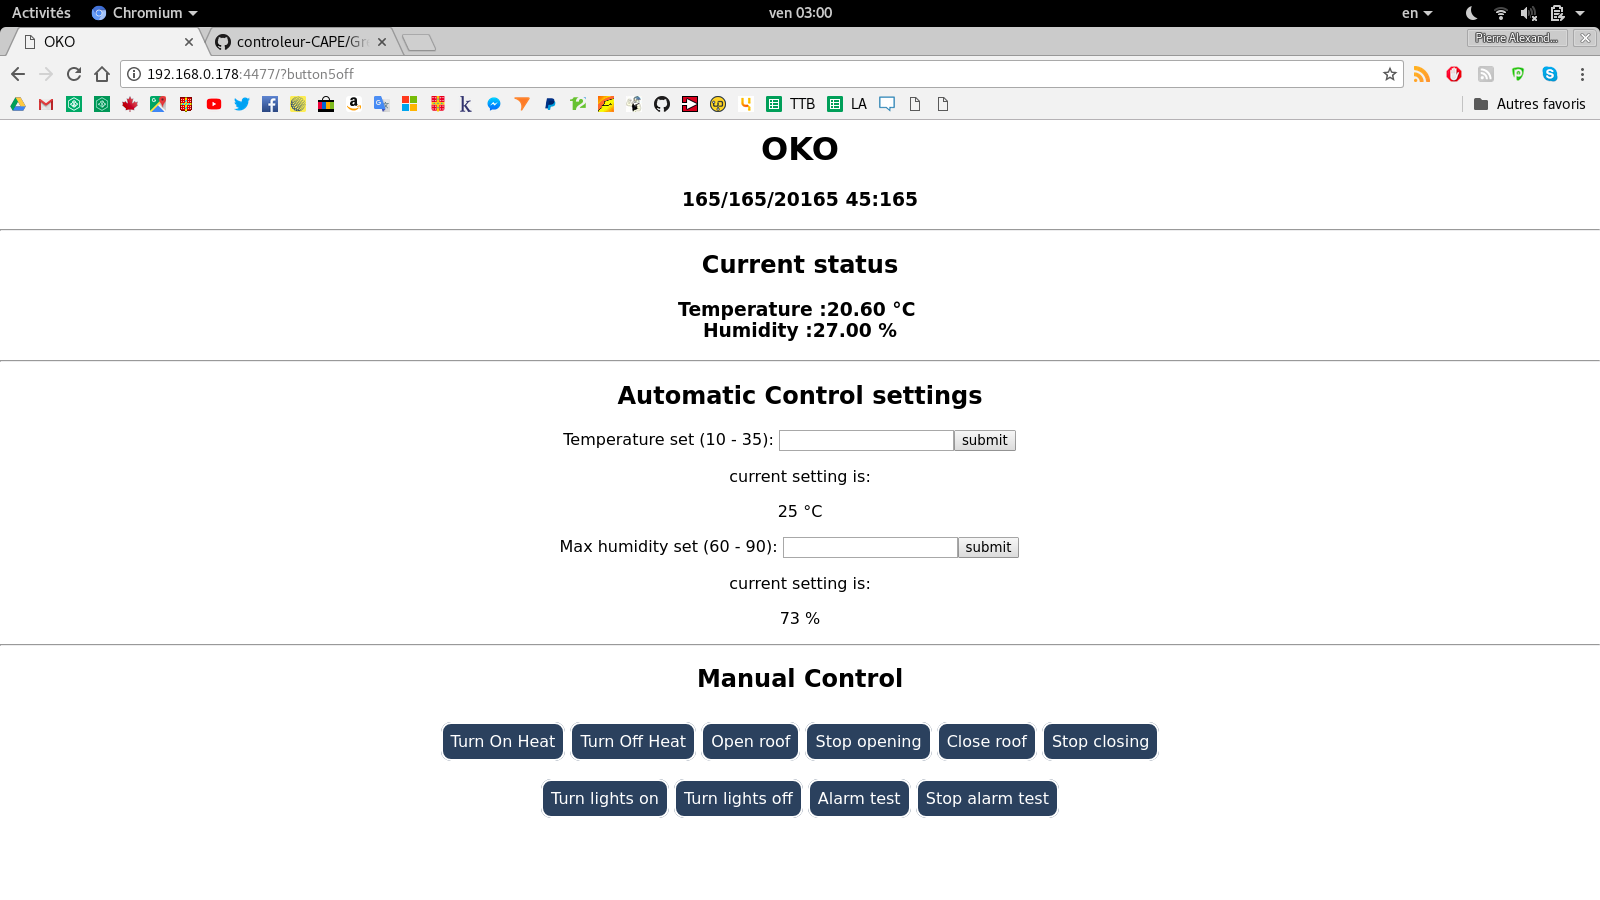 Activités Chromium ven 03:00 en
OKO controleur-CAPE/Gr Pierre Alexand...
192.168.0.178:4477/?button5off
TTB LA Autres favoris
OKO
165/165/20165 45:165
Current status
Temperature :20.60 °C
Humidity :27.00 %
Automatic Control settings
Temperature set (10 - 35): submit
current setting is:
25 °C
Max humidity set (60 - 90): submit
current setting is:
73 %
Manual Control
Turn On Heat Turn Off Heat Open roof Stop opening Close roof Stop closing
Turn lights on Turn lights off Alarm test Stop alarm test